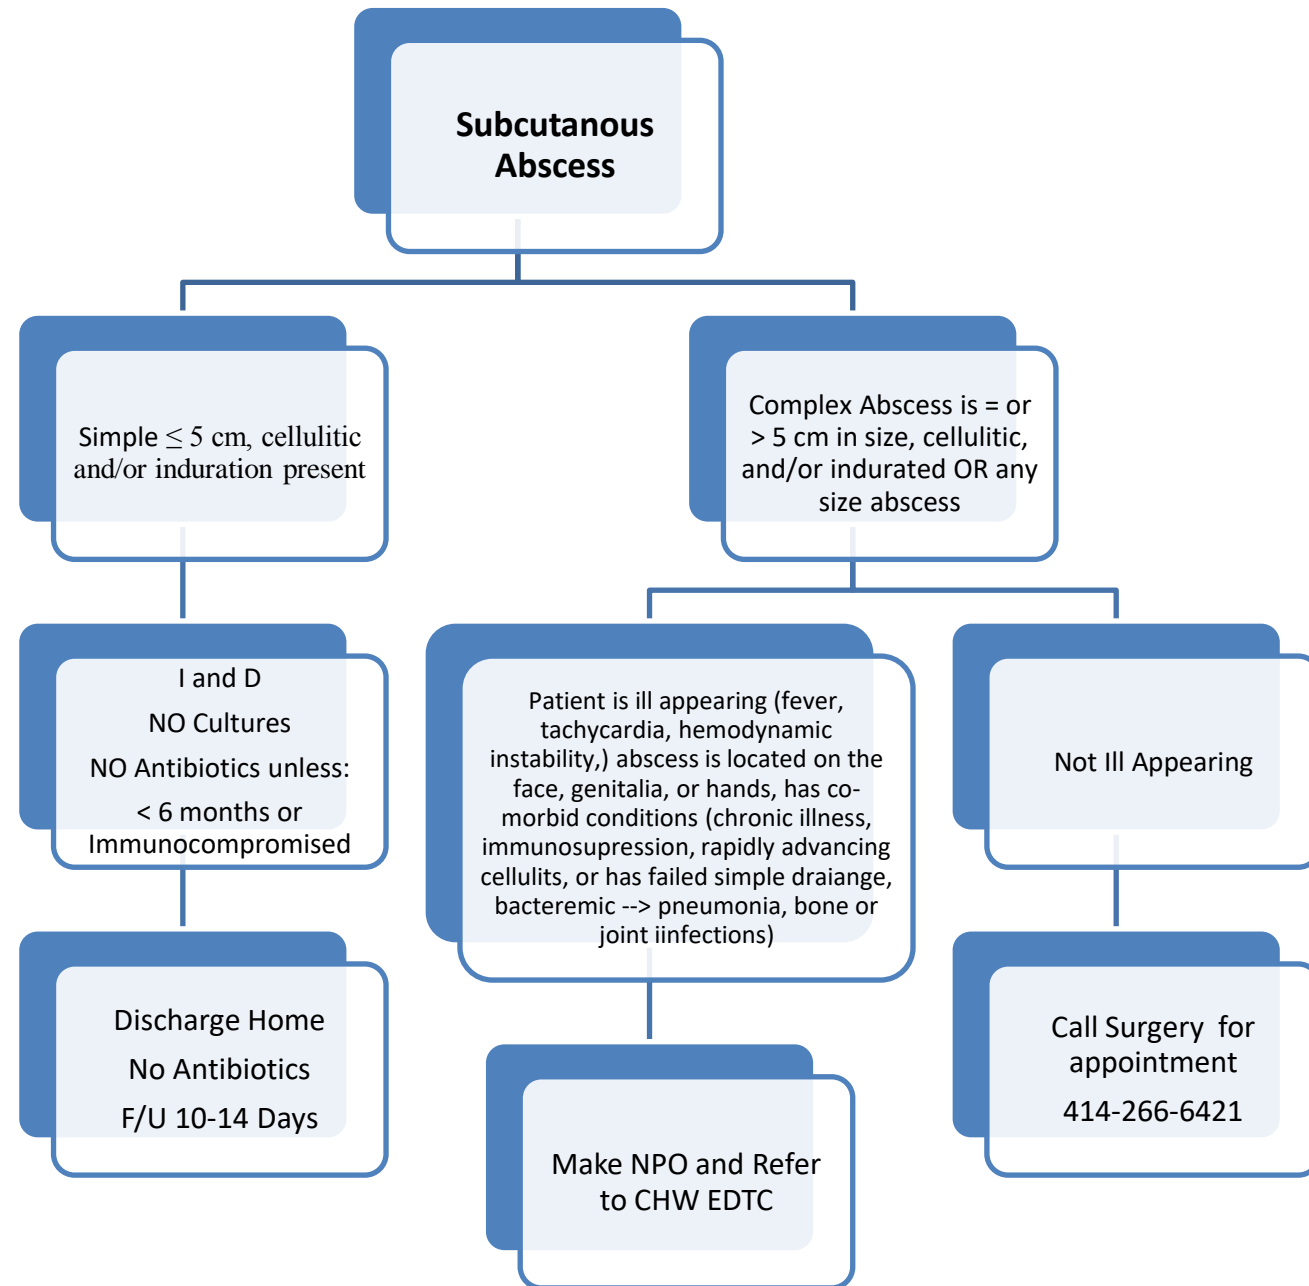 Subcutanous
Abscess
Simple ≤ 5 cm, cellulitic
and/or induration present
Complex Abscess is = or
> 5 cm in size, cellulitic,
and/or indurated OR any
size abscess
I and D
NO Cultures
NO Antibiotics unless:
< 6 months or
Immunocompromised
Patient is ill appearing (fever,
tachycardia, hemodynamic
instability,) abscess is located on the
face, genitalia, or hands, has co-
morbid conditions (chronic illness,
immunosupression, rapidly advancing
cellulits, or has failed simple draiange,
bacteremic --> pneumonia, bone or
joint iinfections)
Not Ill Appearing
Discharge Home
No Antibiotics
F/U 10-14 Days
Make NPO and Refer
to CHW EDTC
Call Surgery for
appointment
414-266-6421